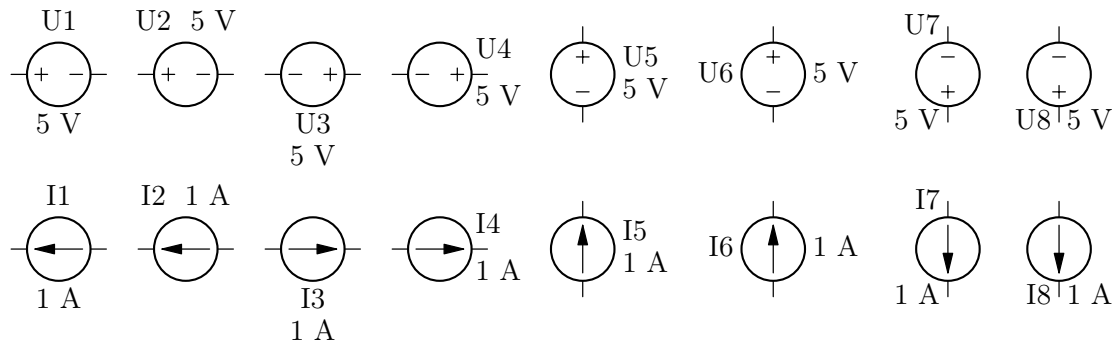 U1
U2 5 V
U7
+ -
+ -
- +
- +
U4
+
-
U5
U6
+
-
5 V
-
+
-
+
5 V
U3
5 V
5 V
5 V
5 V
U8 5 V
I1
I2 1 A
I7
I4
I5
I6
1 A
1 A
I3
1 A
1 A
1 A
1 A
I8 1 A